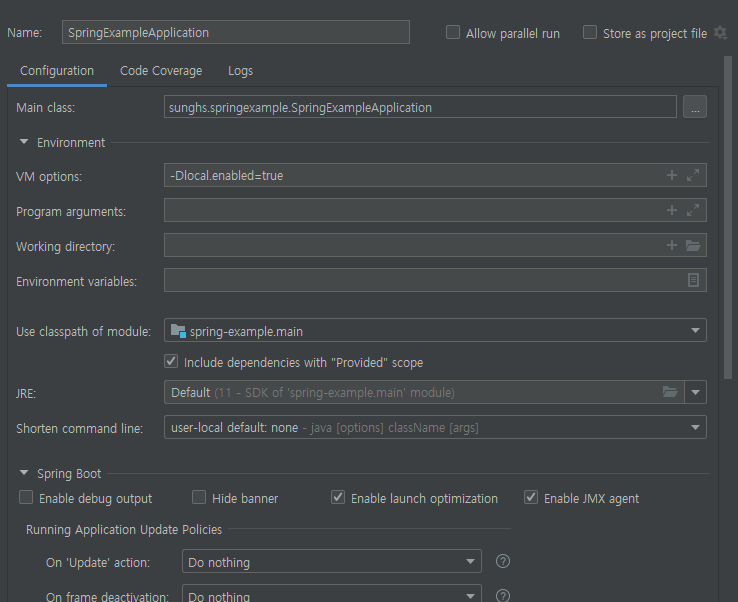 Name: SpringExampleApplication Allow parallel run Store as project file
Configuration Code Coverage Logs
Main class: sunghs.springexample.SpringExampleApplication ...
Environment
VM options: -Dlocal.enabled=true
Program arguments:
Working directory:
Environment variables:
Use classpath of module: spring-example.main
Include dependencies with "Provided" scope
JRE: Default (11 - SDK of 'spring-example.main' module)
Shorten command line: user-local default: none - java [options] className [args]
Spring Boot
Enable debug output Hide banner Enable launch optimization Enable JMX agent
Running Application Update Policies
On 'Update' action: Do nothing ?
On frame deactivation: Do nothing ?